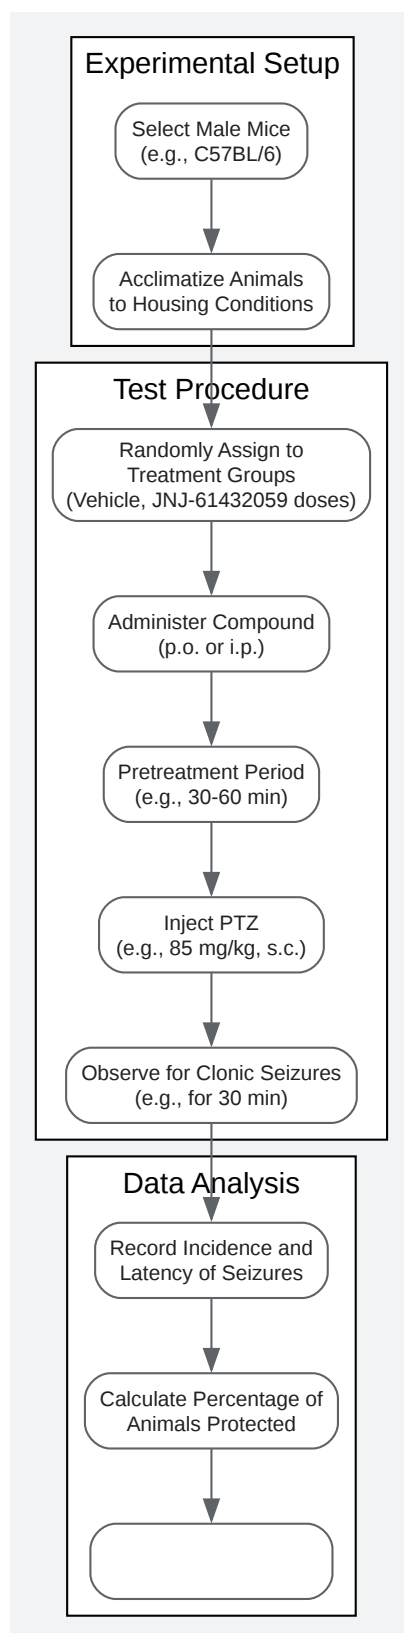 Experimental Setup
Select Male Mice
(e.g., C57BL/6)
Acclimatize Animals
to Housing Conditions
Test Procedure
Randomly Assign to
Treatment Groups
(Vehicle, JNJ-61432059 doses)
Administer Compound
(p.o. or i.p.)
Pretreatment Period
(e.g., 30-60 min)
Inject PTZ
(e.g., 85 mg/kg, s.c.)
Observe for Clonic Seizures
(e.g., for 30 min)
Data Analysis
Record Incidence and
Latency of Seizures
Calculate Percentage of
Animals Protected